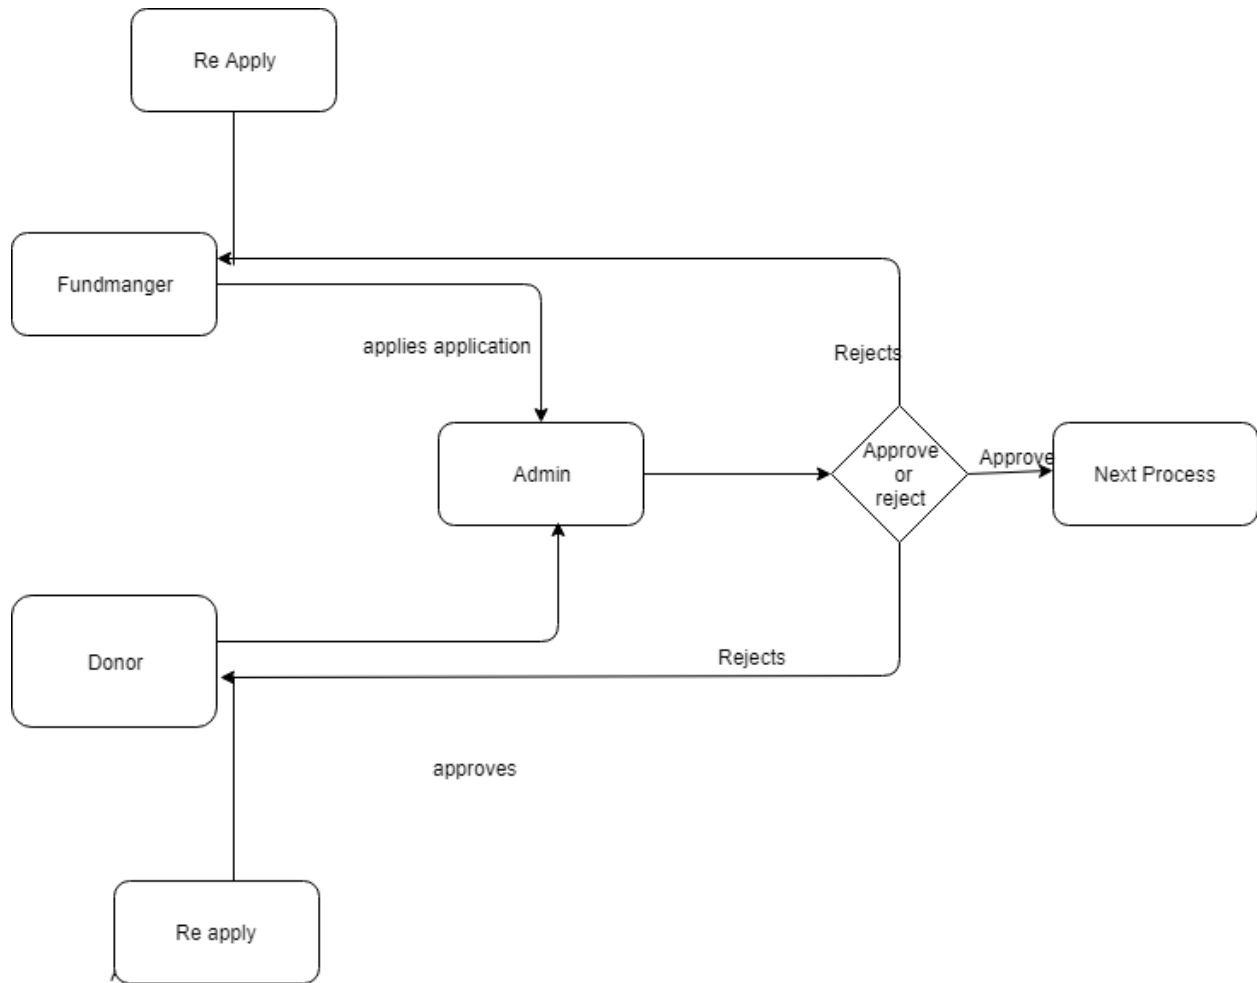 Re Apply
Fundmanger
applies application
Rejects
Approve
or
reject
Approve
Admin
Next Process
Donor
Rejects
approves
Re apply